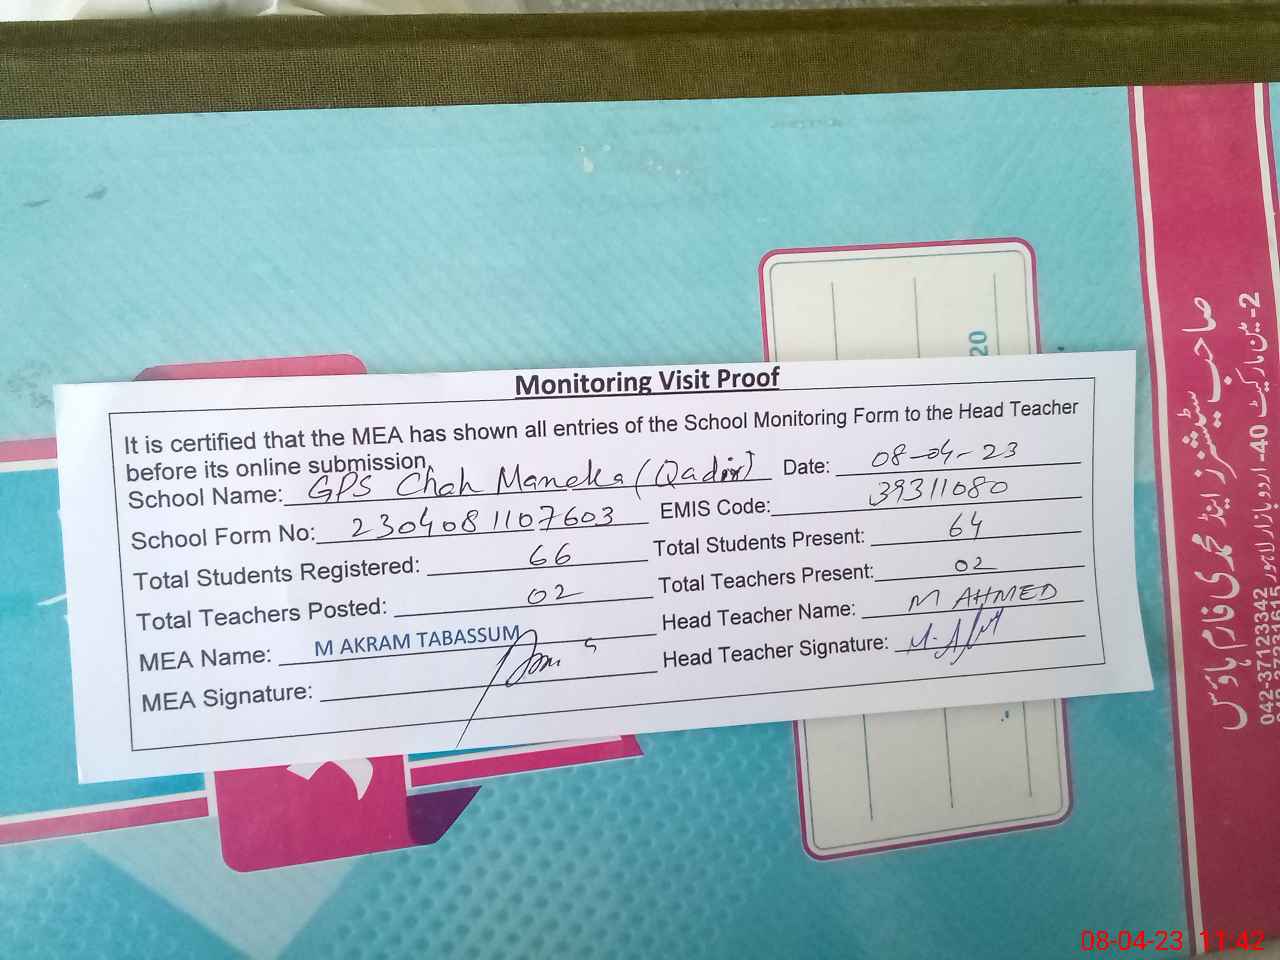 Monitoring Visit Proof
It is certified that the MEA has shown all entries of the School Monitoring Form to the Head Teacher
before its online submission.
School Name: GPS Chah Maneka (Qadir) Date: 08-04-23
School Form No: 2304081107603 EMIS Code: 39311080
Total Students Registered: 66 Total Students Present: 64
Total Teachers Posted: 02 Total Teachers Present: 02
MEA Name: M AKRAM TABASSUM Head Teacher Name: M AHMED
MEA Signature: Head Teacher Signature:
20
صاحب سٹیشنرز اینڈ محمدی فارم ہاؤس
2-مین مارکیٹ 40-اردو بازار لاہور
042-37123342
08-04-23 11:42